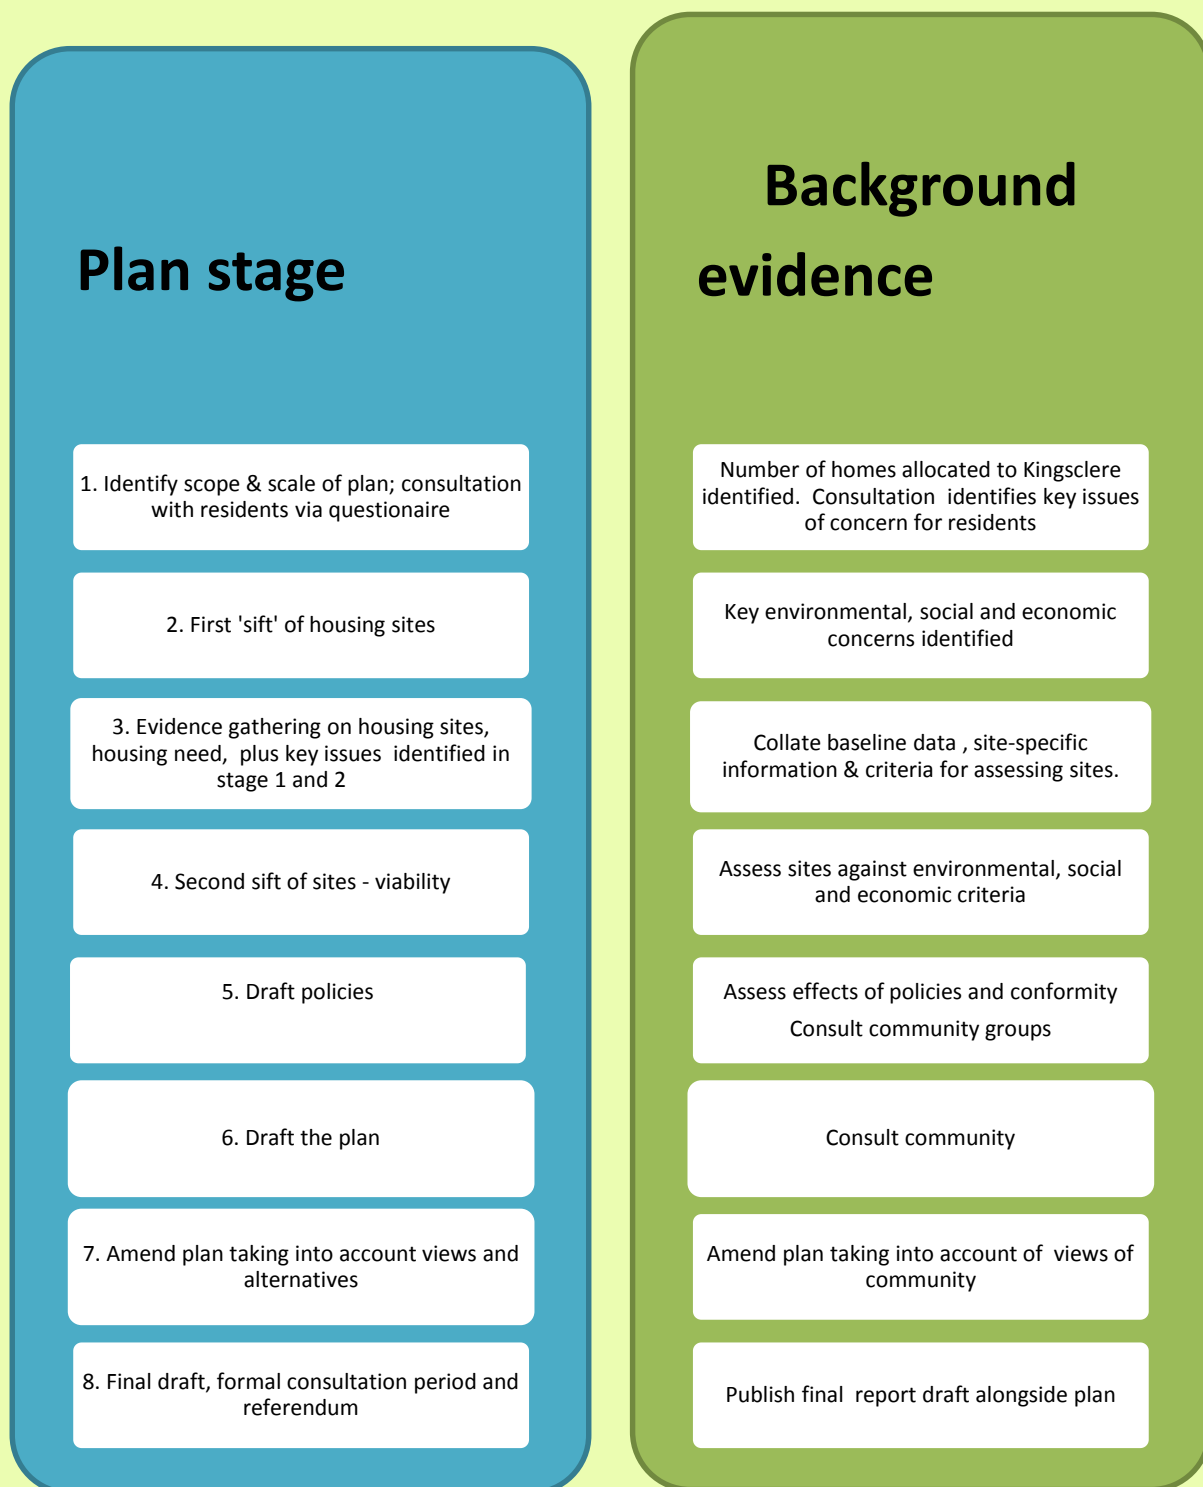 Plan stage
1. Identify scope & scale of plan; consultation
with residents via questionaire
2. First 'sift' of housing sites
3. Evidence gathering on housing sites,
housing need, plus key issues identified in
stage 1 and 2
4. Second sift of sites - viability
5. Draft policies
6. Draft the plan
7. Amend plan taking into account views and
alternatives
8. Final draft, formal consultation period and
referendum
Background
evidence
Number of homes allocated to Kingsclere
identified. Consultation identifies key issues
of concern for residents
Key environmental, social and economic
concerns identified
Collate baseline data , site-specific
information & criteria for assessing sites.
Assess sites against environmental, social
and economic criteria
Assess effects of policies and conformity
Consult community groups
Consult community
Amend plan taking into account of views of
community
Publish final report draft alongside plan